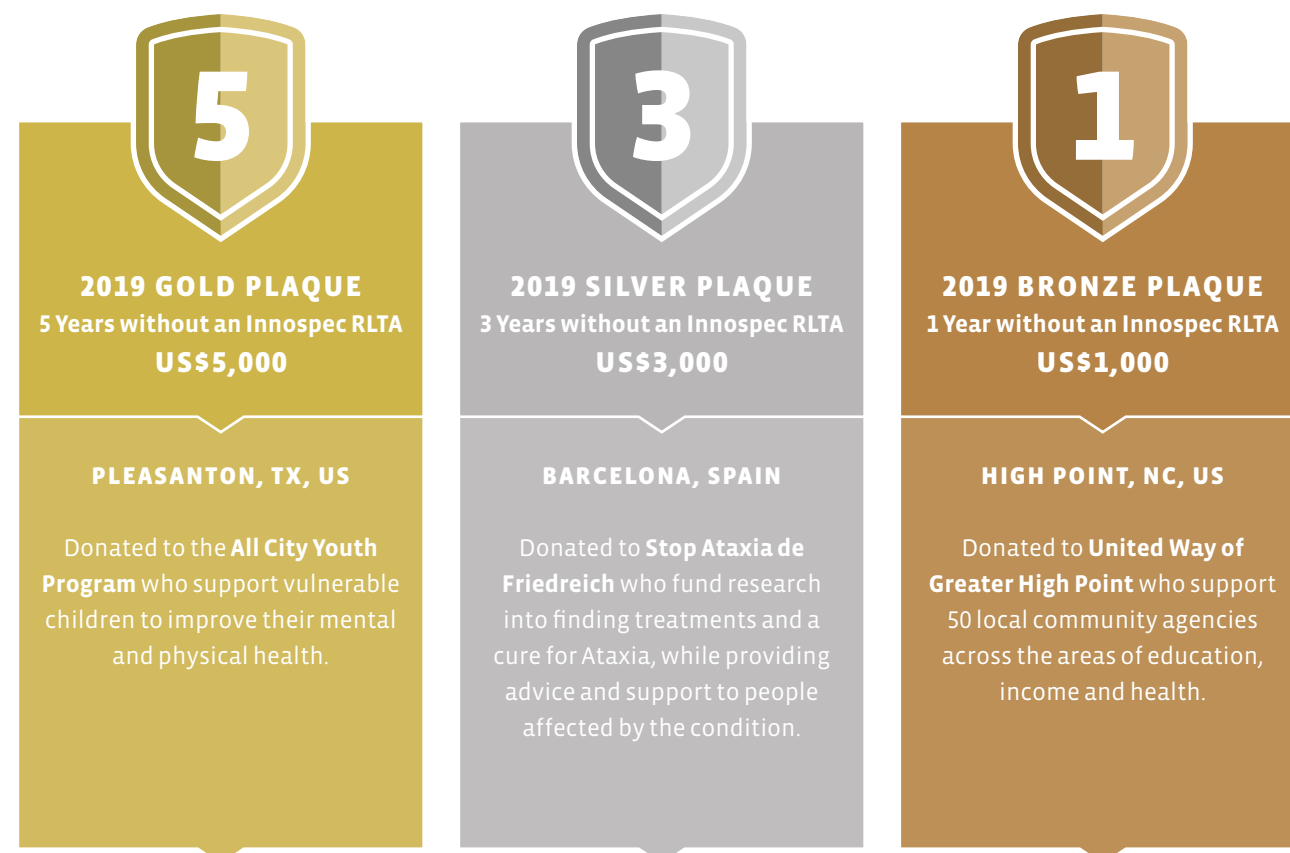 5
2019 GOLD PLAQUE
5 Years without an Innospec RLTA
US$5,000
PLEASANTON, TX, US
Donated to the All City Youth
Program who support vulnerable
children to improve their mental
and physical health.
3
2019 SILVER PLAQUE
3 Years without an Innospec RLTA
US$3,000
BARCELONA, SPAIN
Donated to Stop Ataxia de
Friedreich who fund research
into finding treatments and a
cure for Ataxia, while providing
advice and support to people
affected by the condition.
1
2019 BRONZE PLAQUE
1 Year without an Innospec RLTA
US$1,000
HIGH POINT, NC, US
Donated to United Way of
Greater High Point who support
50 local community agencies
across the areas of education,
income and health.